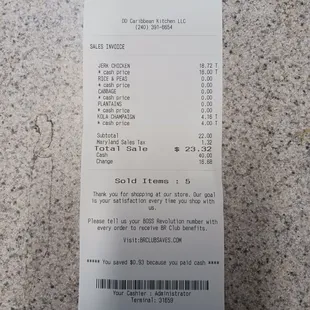 DD Caribbean Kitchen LLC
(240) 391-6654
SALES INVOICE
JERK CHICKEN 18.72 T
* cash price 18.00 T
RICE & PEAS 0.00
* cash price 0.00
CABBAGE 0.00
* cash price 0.00
PLANTAINS 0.00
* cash price 0.00
KOLA CHAMPAIGN 4.16 T
* cash price 4.00 T
Subtotal 22.00
Maryland Sales Tax 1.32
Total Sale $ 23.32
Cash 40.00
Change 16.68
Sold Items : 5
Thank you for shopping at our store. Our goal
is your satisfaction every time you shop with
us.
Please tell us your BOSS Revolution number with
every order to receive BR Club benefits.
Visit:BRCLUBSAVES.COM
***** You saved $0.93 because you paid cash ****
Your Cashier : Administrator
Terminal: 31659